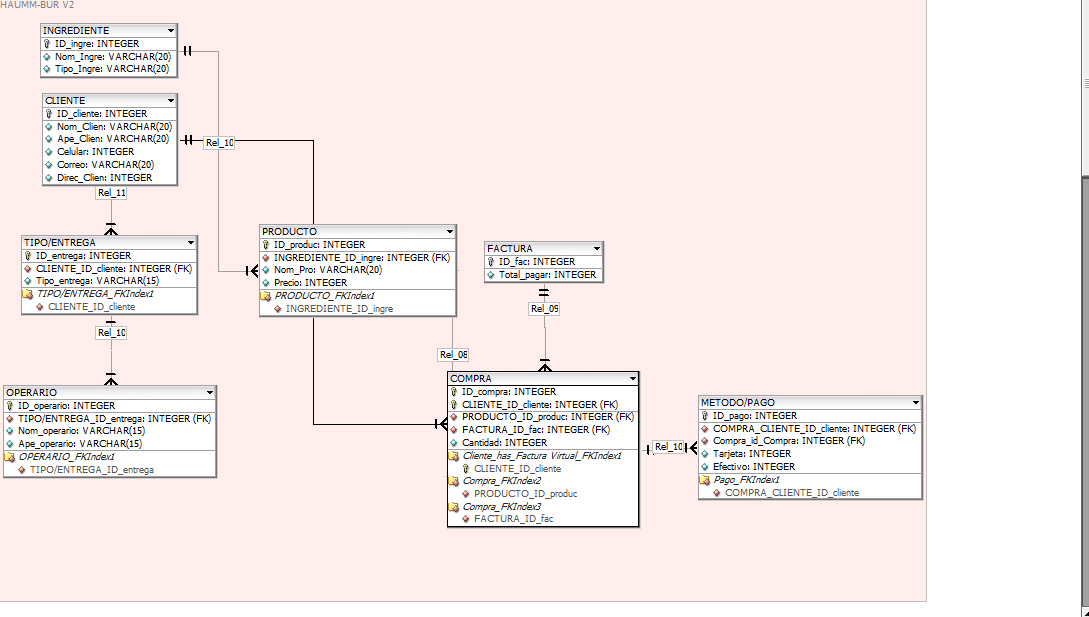 HAUMM-BUR V2
INGREDIENTE
ID_ingre: INTEGER
Nom_Ingre: VARCHAR(20)
Tipo_Ingre: VARCHAR(20)
CLIENTE
ID_cliente: INTEGER
Nom_Clien: VARCHAR(20)
Ape_Clien: VARCHAR(20)
Celular: INTEGER
Correo: VARCHAR(20)
Direc_Clien: INTEGER
Rel_10
Rel_11
TIPO/ENTREGA
ID_entrega: INTEGER
CLIENTE_ID_cliente: INTEGER (FK)
Tipo_entrega: VARCHAR(15)
TIPO/ENTREGA_FKIndex1
CLIENTE_ID_cliente
PRODUCTO
ID_produc: INTEGER
INGREDIENTE_ID_ingre: INTEGER (FK)
Nom_Pro: VARCHAR(20)
Precio: INTEGER
PRODUCTO_FKIndex1
INGREDIENTE_ID_ingre
FACTURA
ID_fac: INTEGER
Total_pagar: INTEGER
Rel_09
Rel_10
Rel_08
OPERARIO
ID_operario: INTEGER
TIPO/ENTREGA_ID_entrega: INTEGER (FK)
Nom_operario: VARCHAR(15)
Ape_operario: VARCHAR(15)
OPERARIO_FKIndex1
TIPO/ENTREGA_ID_entrega
COMPRA
ID_compra: INTEGER
CLIENTE_ID_cliente: INTEGER (FK)
PRODUCTO_ID_produc: INTEGER (FK)
FACTURA_ID_fac: INTEGER (FK)
Cantidad: INTEGER
Cliente_has_Factura Virtual_FKIndex1
CLIENTE_ID_cliente
Compra_FKIndex2
PRODUCTO_ID_produc
Compra_FKIndex3
FACTURA_ID_fac
Rel_10
METODO/PAGO
ID_pago: INTEGER
COMPRA_CLIENTE_ID_cliente: INTEGER (FK)
Compra_id_Compra: INTEGER (FK)
Tarjeta: INTEGER
Efectivo: INTEGER
Pago_FKIndex1
COMPRA_CLIENTE_ID_cliente